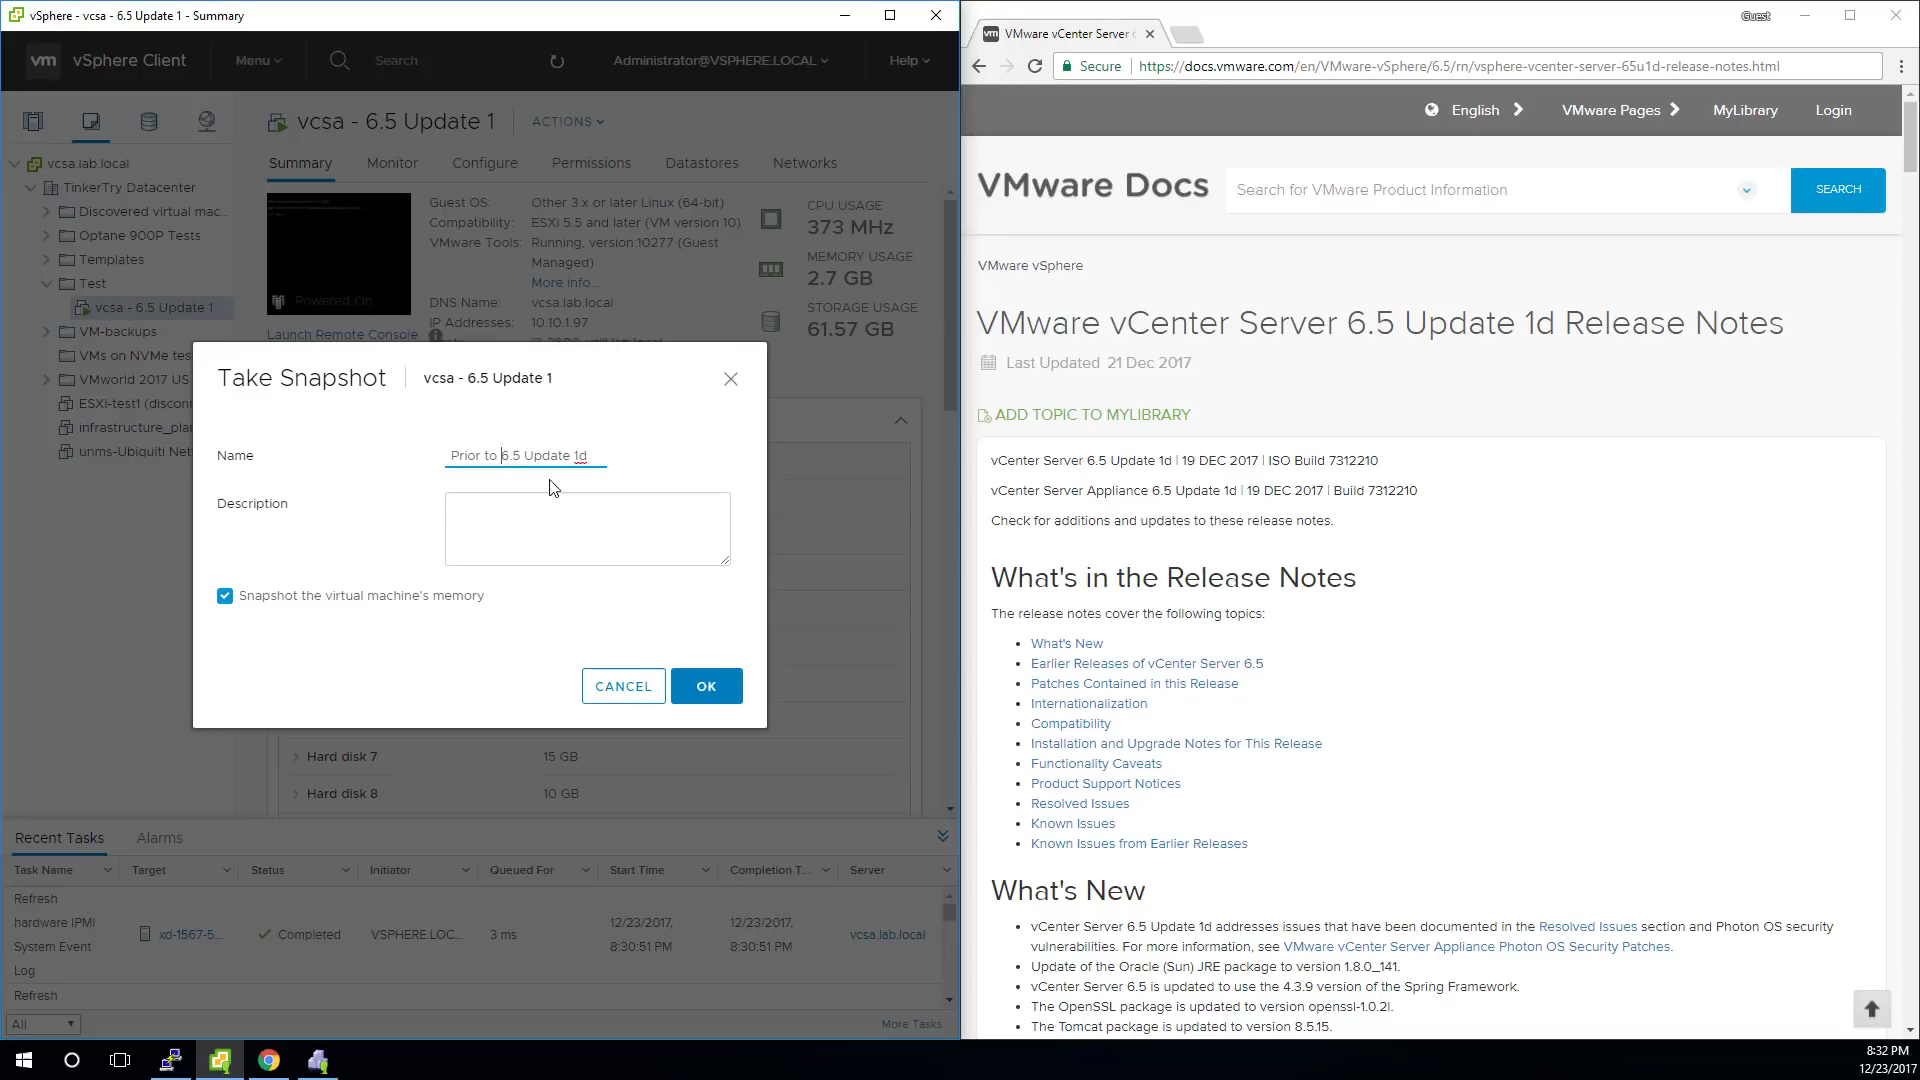 vSphere - vcsa - 6.5 Update 1 - Summary
vm vSphere Client Menu Search Administrator@VSPHERE.LOCAL Help
vcsa - 6.5 Update 1 ACTIONS
Summary Monitor Configure Permissions Datastores Networks
vcsa.lab.local
TinkerTry Datacenter
Discovered virtual mac...
Optane 900P Tests
Templates
Test
vcsa - 6.5 Update 1
VM-backups
VMs on NVMe tes
VMworld 2017 US
ESXi-test1 (disconn
infrastructure_plan
unms-Ubiquiti Net
Powered On
Launch Remote Console
Guest OS: Other 3.x or later Linux (64-bit)
Compatibility: ESXi 5.5 and later (VM version 10)
VMware Tools: Running, version:10277 (Guest
Managed)
More info...
DNS Name: vcsa.lab.local
IP Addresses: 10.10.1.97
CPU USAGE
373 MHz
MEMORY USAGE
2.7 GB
STORAGE USAGE
61.57 GB
Take Snapshot vcsa - 6.5 Update 1
Name Prior to 6.5 Update 1d
Description
Snapshot the virtual machine's memory
CANCEL OK
Hard disk 7 15 GB
Hard disk 8 10 GB
Recent Tasks Alarms
Task Name Target Status Initiator Queued For Start Time Completion T... Server
Refresh
hardware IPMI
System Event
Log
xd-1567-5... Completed VSPHERE.LOC... 3 ms
12/23/2017,
8:30:51 PM
12/23/2017,
8:30:51 PM
vcsa.lab.local
Refresh
All More Tasks
Guest
vm VMware vCenter Server 6
Secure https://docs.vmware.com/en/VMware-vSphere/6.5/rn/vsphere-vcenter-server-65u1d-release-notes.html
English VMware Pages MyLibrary Login
VMware Docs Search for VMware Product Information SEARCH
VMware vSphere
VMware vCenter Server 6.5 Update 1d Release Notes
Last Updated 21 Dec 2017
ADD TOPIC TO MYLIBRARY
vCenter Server 6.5 Update 1d | 19 DEC 2017 | ISO Build 7312210
vCenter Server Appliance 6.5 Update 1d | 19 DEC 2017 | Build 7312210
Check for additions and updates to these release notes.
What's in the Release Notes
The release notes cover the following topics:
What's New
Earlier Releases of vCenter Server 6.5
Patches Contained in this Release
Internationalization
Compatibility
Installation and Upgrade Notes for This Release
Functionality Caveats
Product Support Notices
Resolved Issues
Known Issues
Known Issues from Earlier Releases
What's New
vCenter Server 6.5 Update 1d addresses issues that have been documented in the Resolved Issues section and Photon OS security
vulnerabilities. For more information, see VMware vCenter Server Appliance Photon OS Security Patches.
Update of the Oracle (Sun) JRE package to version 1.8.0_141.
vCenter Server 6.5 is updated to use the 4.3.9 version of the Spring Framework.
The OpenSSL package is updated to version openssl-1.0.2l.
The Tomcat package is updated to version 8.5.15.
8:32 PM
12/23/2017